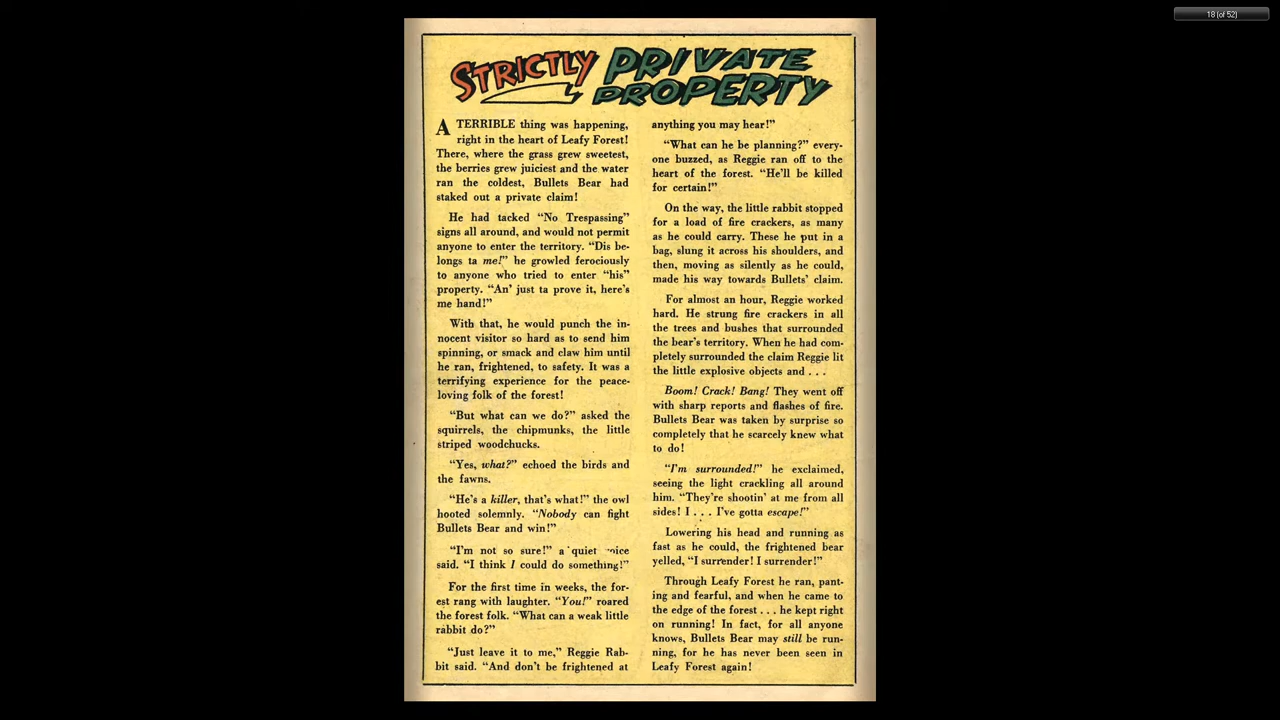 18 (of 52)
STRICTLY PRIVATE
PROPERTY
A TERRIBLE thing was happening,
right in the heart of Leafy Forest!
There, where the grass grew sweetest,
the berries grew juiciest and the water
ran the coldest, Bullets Bear had
staked out a private claim!
He had tacked “No Trespassing”
signs all around, and would not permit
anyone to enter the territory. “Dis be-
longs ta me!” he growled ferociously
to anyone who tried to enter “his”
property. “An’ just ta prove it, here’s
me hand!”
With that, he would punch the in-
nocent visitor so hard as to send him
spinning, or smack and claw him until
he ran, frightened, to safety. It was a
terrifying experience for the peace-
loving folk of the forest!
“But what can we do?” asked the
squirrels, the chipmunks, the little
striped woodchucks.
“Yes, what?” echoed the birds and
the fawns.
“He’s a killer, that’s what!” the owl
hooted solemnly. “Nobody can fight
Bullets Bear and win!”
“I’m not so sure!” a quiet voice
said. “I think I could do something!”
For the first time in weeks, the for-
est rang with laughter. “You!” roared
the forest folk. “What can a weak little
rabbit do?”
“Just leave it to me,” Reggie Rab-
bit said. “And don’t be frightened at
anything you may hear!”
“What can he be planning?” every-
one buzzed, as Reggie ran off to the
heart of the forest. “He’ll be killed
for certain!”
On the way, the little rabbit stopped
for a load of fire crackers, as many
as he could carry. These he put in a
bag, slung it across his shoulders, and
then, moving as silently as he could,
made his way towards Bullets’ claim.
For almost an hour, Reggie worked
hard. He strung fire crackers in all
the trees and bushes that surrounded
the bear’s territory. When he had com-
pletely surrounded the claim Reggie lit
the little explosive objects and . . .
Boom! Crack! Bang! They went off
with sharp reports and flashes of fire.
Bullets Bear was taken by surprise so
completely that he scarcely knew what
to do!
“I’m surrounded!” he exclaimed,
seeing the light crackling all around
him. “They’re shootin’ at me from all
sides! I . . . I’ve gotta escape!”
Lowering his head and running as
fast as he could, the frightened bear
yelled, “I surrender! I surrender!”
Through Leafy Forest he ran, pant-
ing and fearful, and when he came to
the edge of the forest . . . he kept right
on running! In fact, for all anyone
knows, Bullets Bear may still be run-
ning, for he has never been seen in
Leafy Forest again!